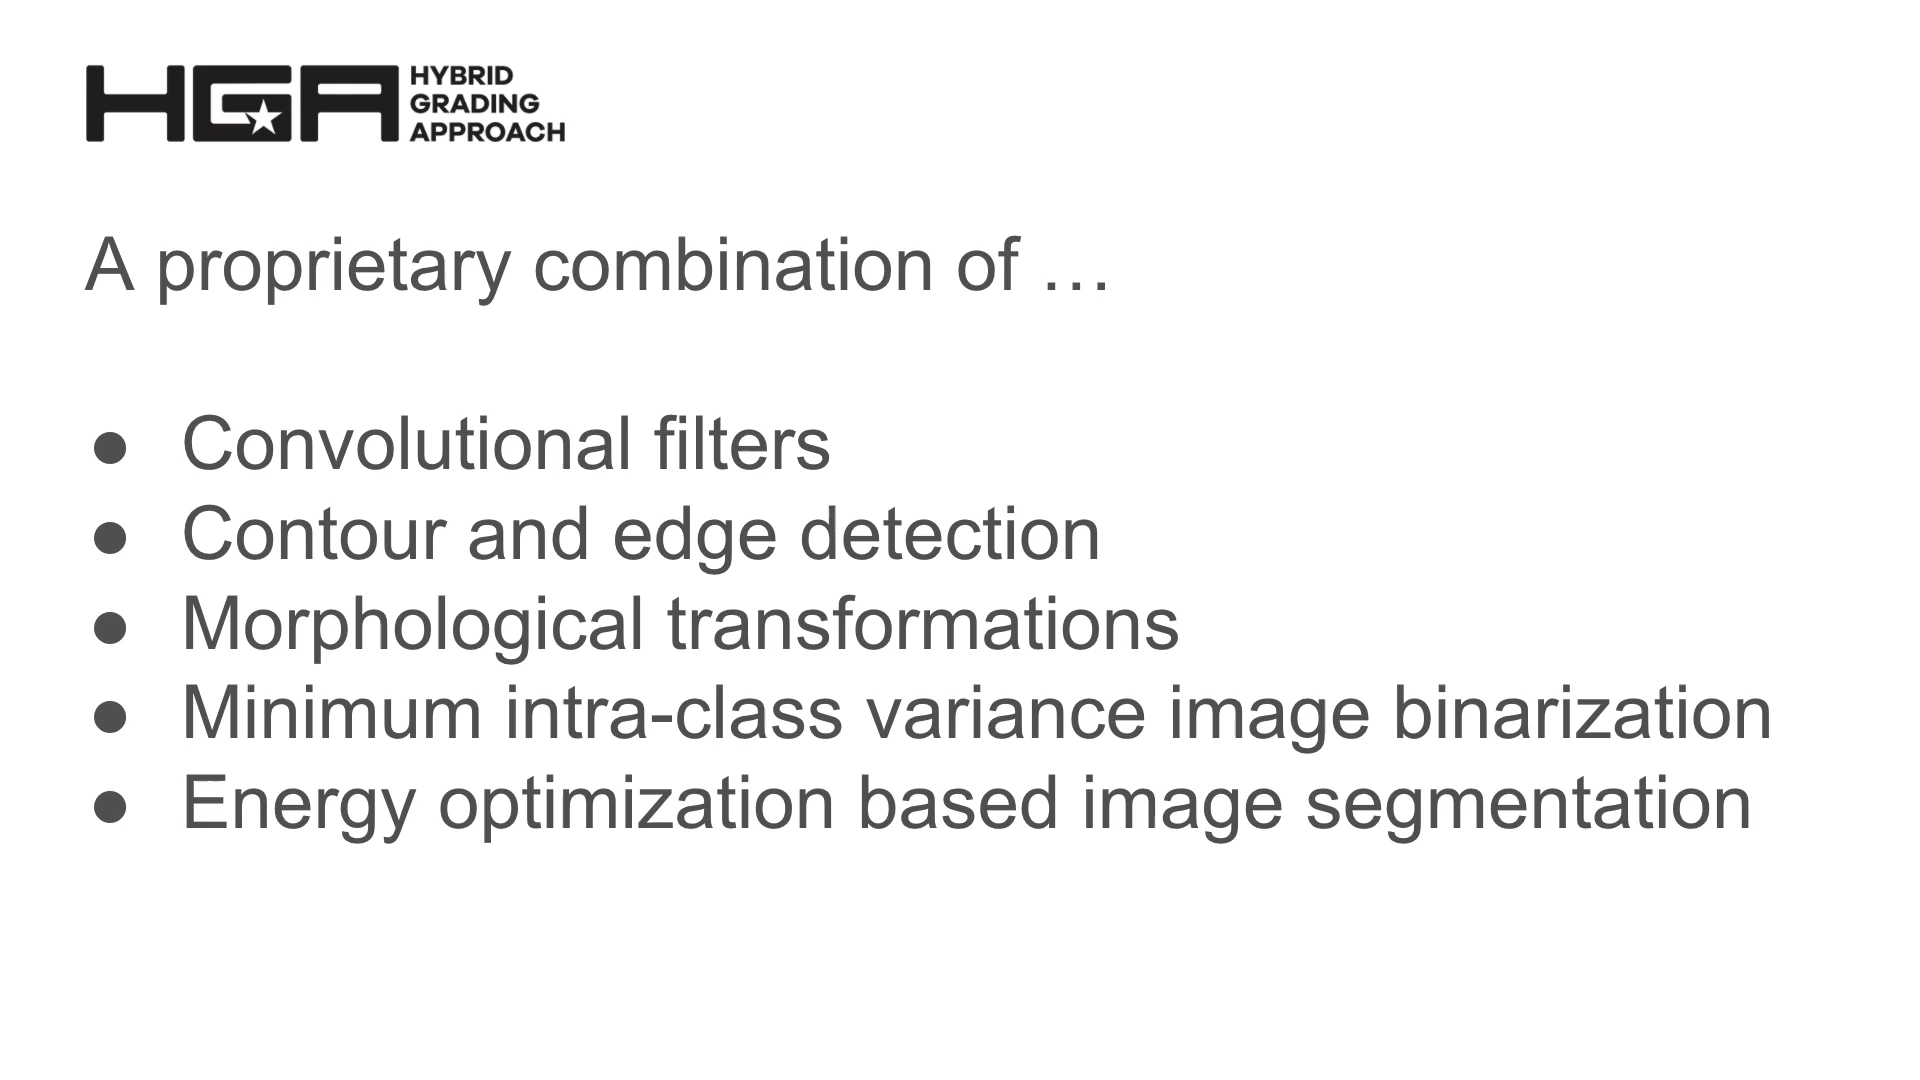 HGA HYBRID
GRADING
APPROACH
A proprietary combination of …
● Convolutional filters
● Contour and edge detection
● Morphological transformations
● Minimum intra-class variance image binarization
● Energy optimization based image segmentation